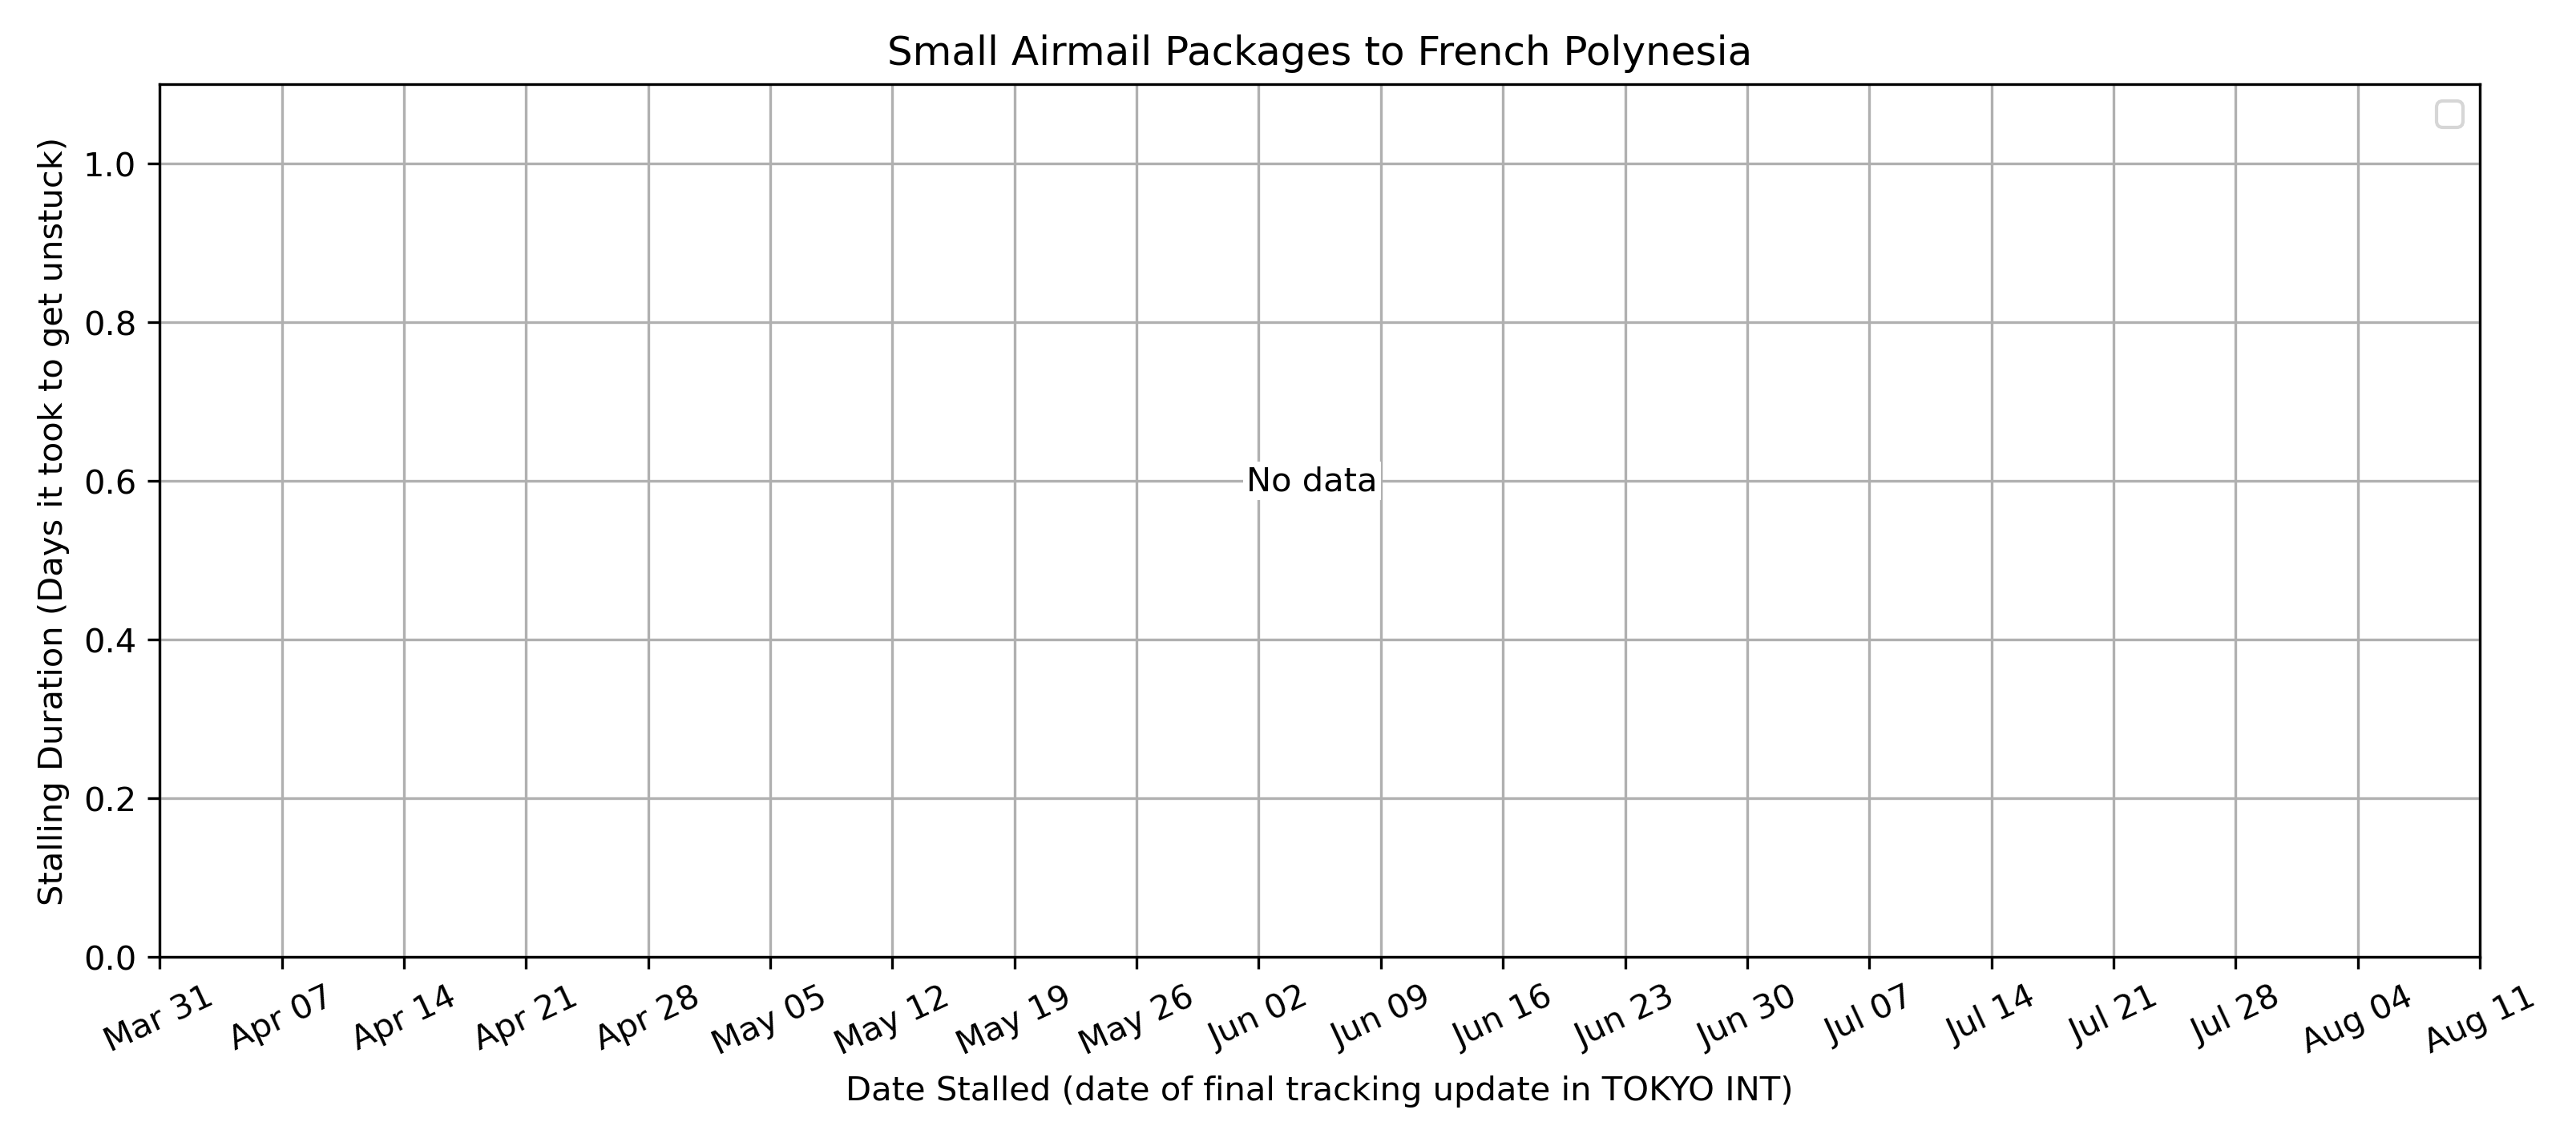 Small Airmail Packages to French Polynesia
Stalling Duration (Days it took to get unstuck)
1.0
0.8
0.6
0.4
0.2
0.0
No data
Mar 31 Apr 07 Apr 14 Apr 21 Apr 28 May 05 May 12 May 19 May 26 Jun 02 Jun 09 Jun 16 Jun 23 Jun 30 Jul 07 Jul 14 Jul 21 Jul 28 Aug 04 Aug 11
Date Stalled (date of final tracking update in TOKYO INT)